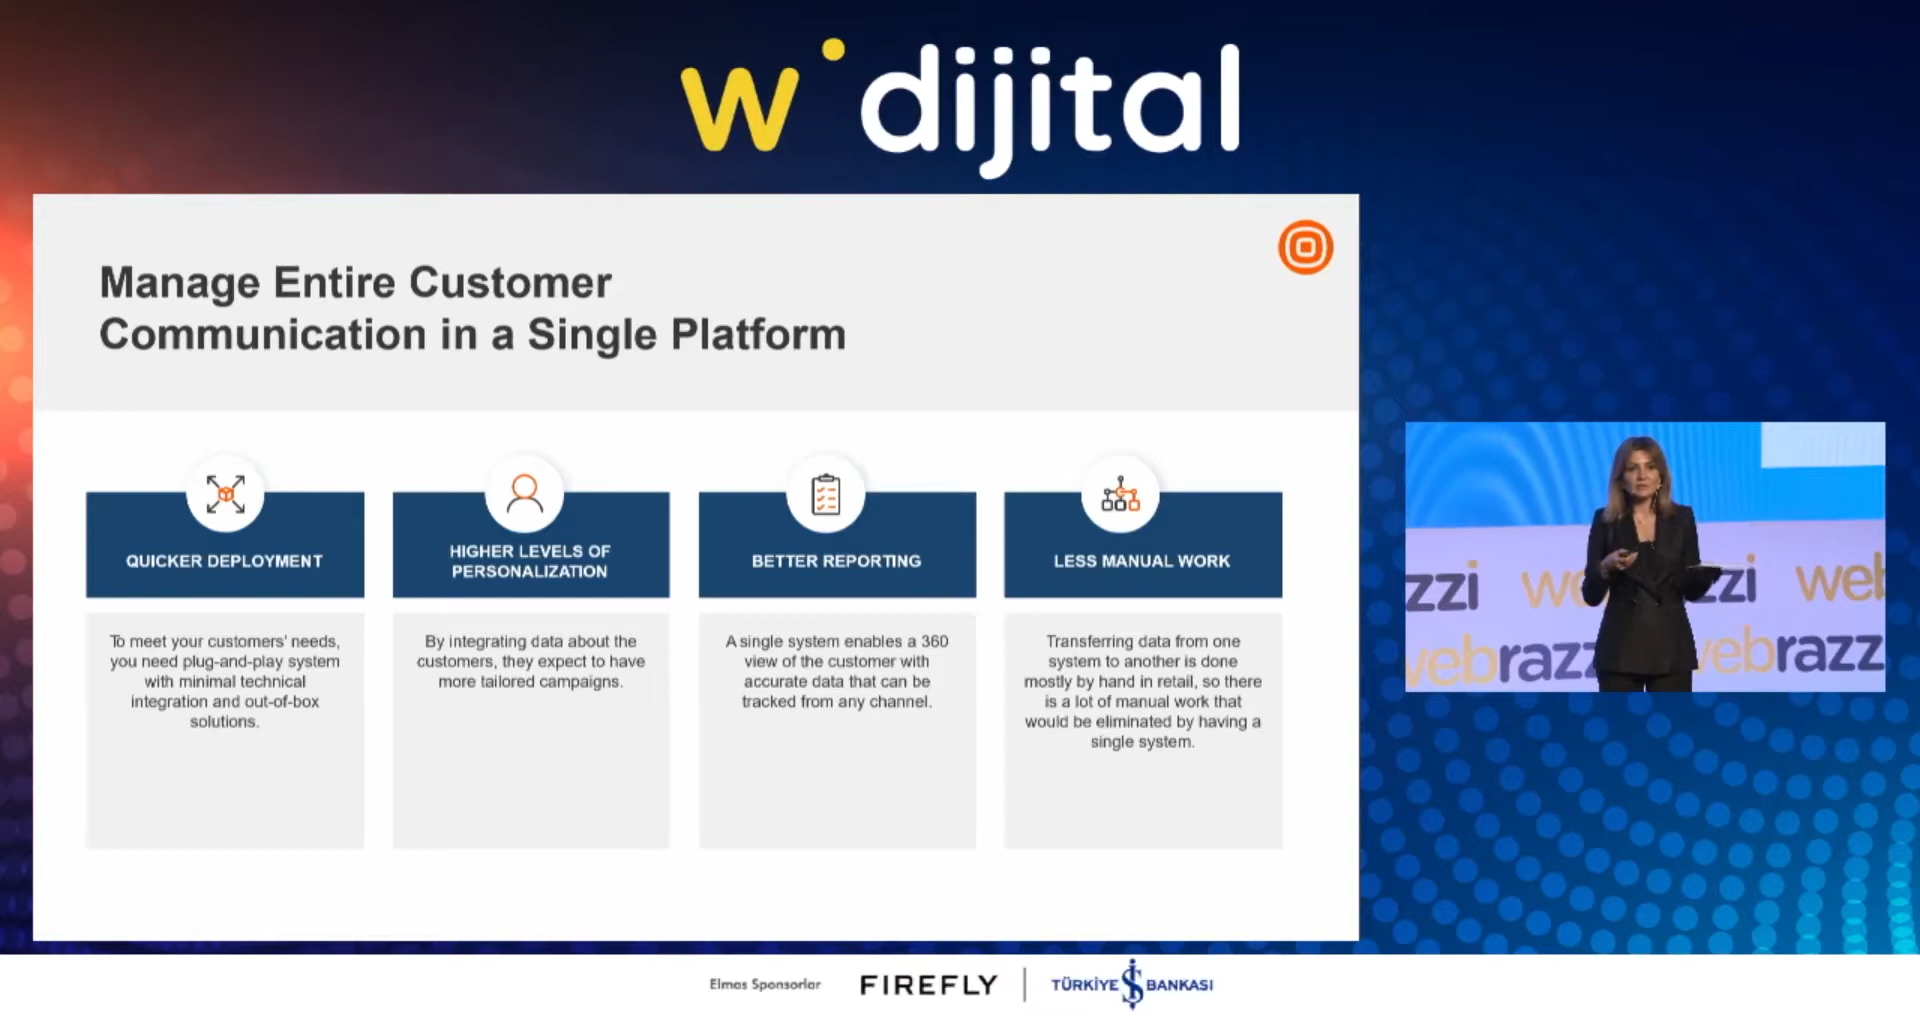 w dijital
Manage Entire Customer
Communication in a Single Platform
QUICKER DEPLOYMENT
To meet your customers' needs,
you need plug-and-play system
with minimal technical
integration and out-of-box
solutions.
HIGHER LEVELS OF
PERSONALIZATION
By integrating data about the
customers, they expect to have
more tailored campaigns.
BETTER REPORTING
A single system enables a 360
view of the customer with
accurate data that can be
tracked from any channel.
LESS MANUAL WORK
Transferring data from one
system to another is done
mostly by hand in retail, so there
is a lot of manual work that
would be eliminated by having a
single system.
zzi we zzi web
vebrazz vebrazz
Elmas Sponsorlar FIREFLY TÜRKİYE İŞ BANKASI